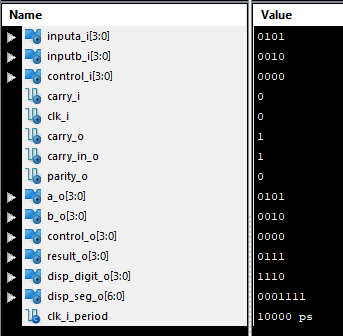 Name Value
inputa_i[3:0] 0101
inputb_i[3:0] 0010
control_i[3:0] 0000
carry_i 0
clk_i 0
carry_o 1
carry_in_o 1
parity_o 0
a_o[3:0] 0101
b_o[3:0] 0010
control_o[3:0] 0000
result_o[3:0] 0111
disp_digit_o[3:0] 1110
disp_seg_o[6:0] 0001111
clk_i_period 10000 ps